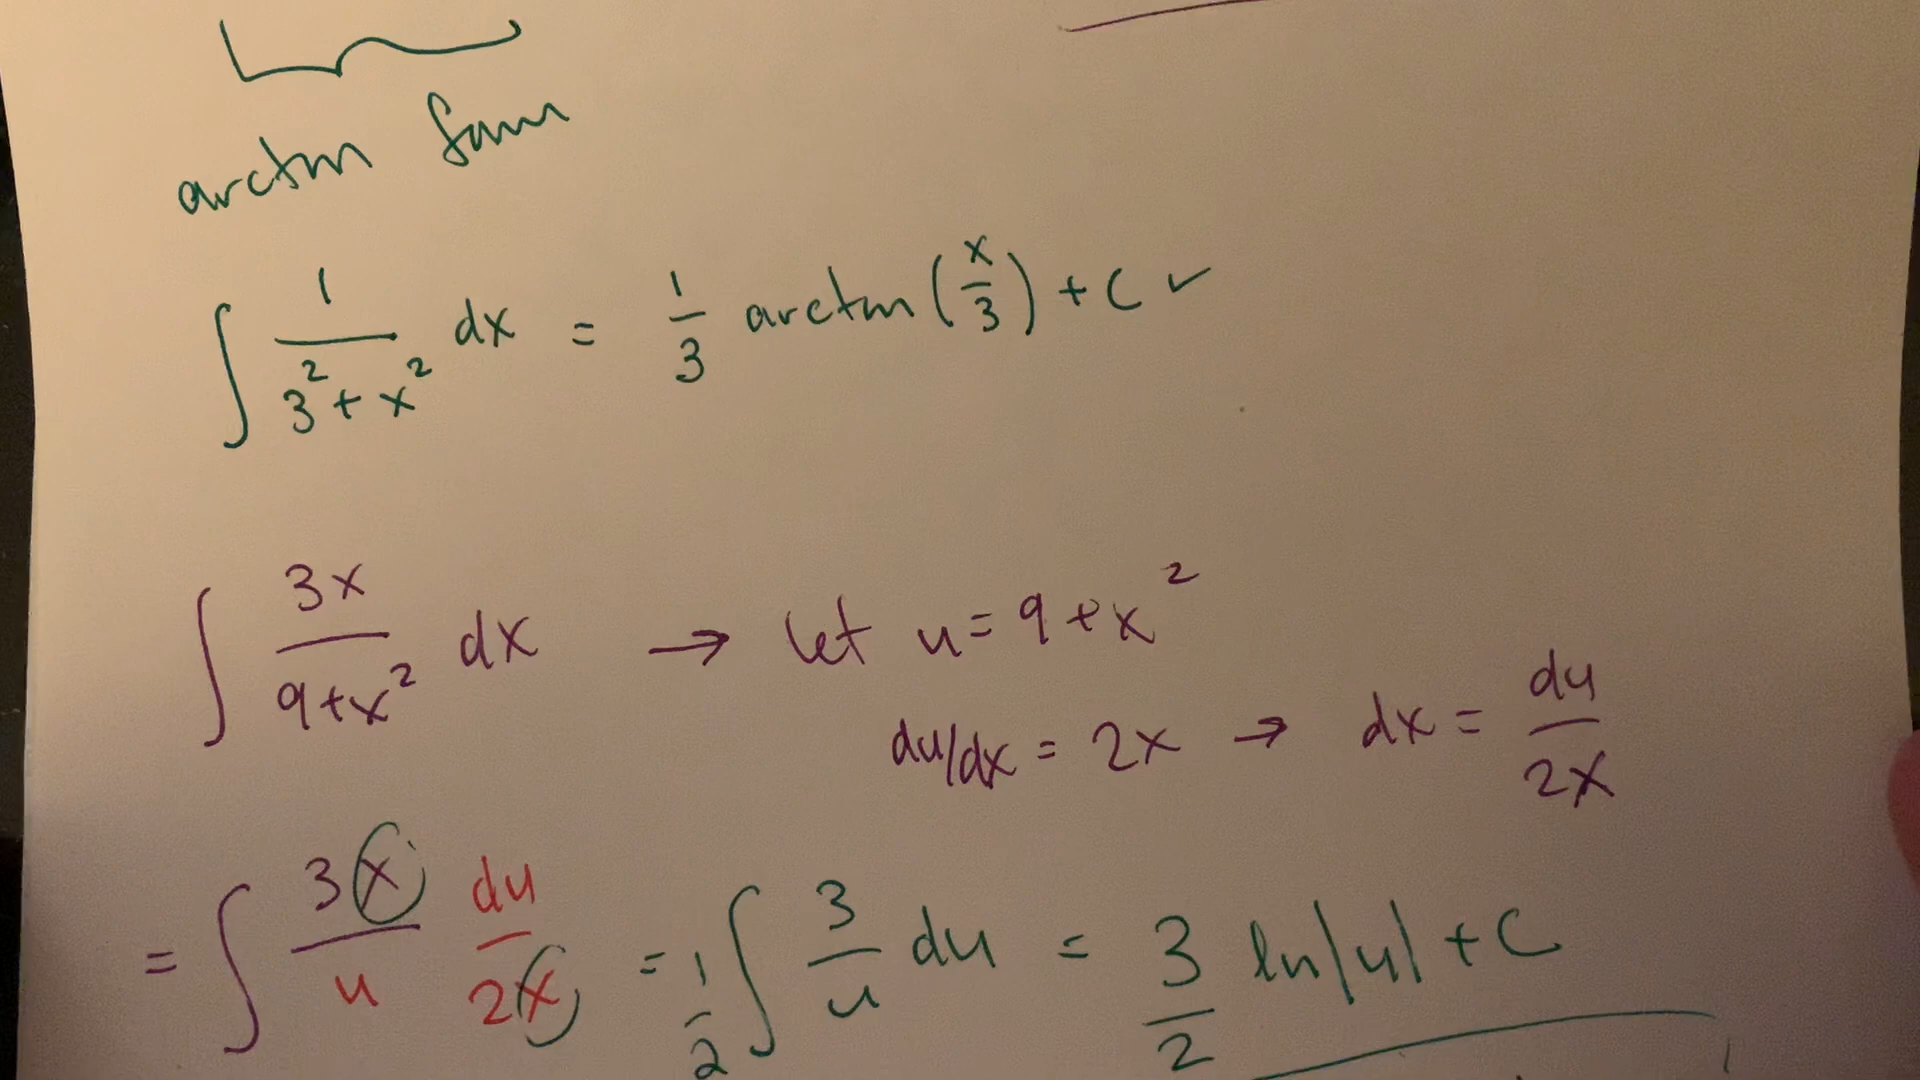 arctan form
∫ 1/(3² + x²) dx = 1/3 arctan(x/3) + C ✓
∫ 3x/(9+x²) dx → let u = 9 + x²
du/dx = 2x → dx = du/2x
= ∫ 3x/u du/2x = 1/2 ∫ 3/u du = 3/2 ln|u| + C